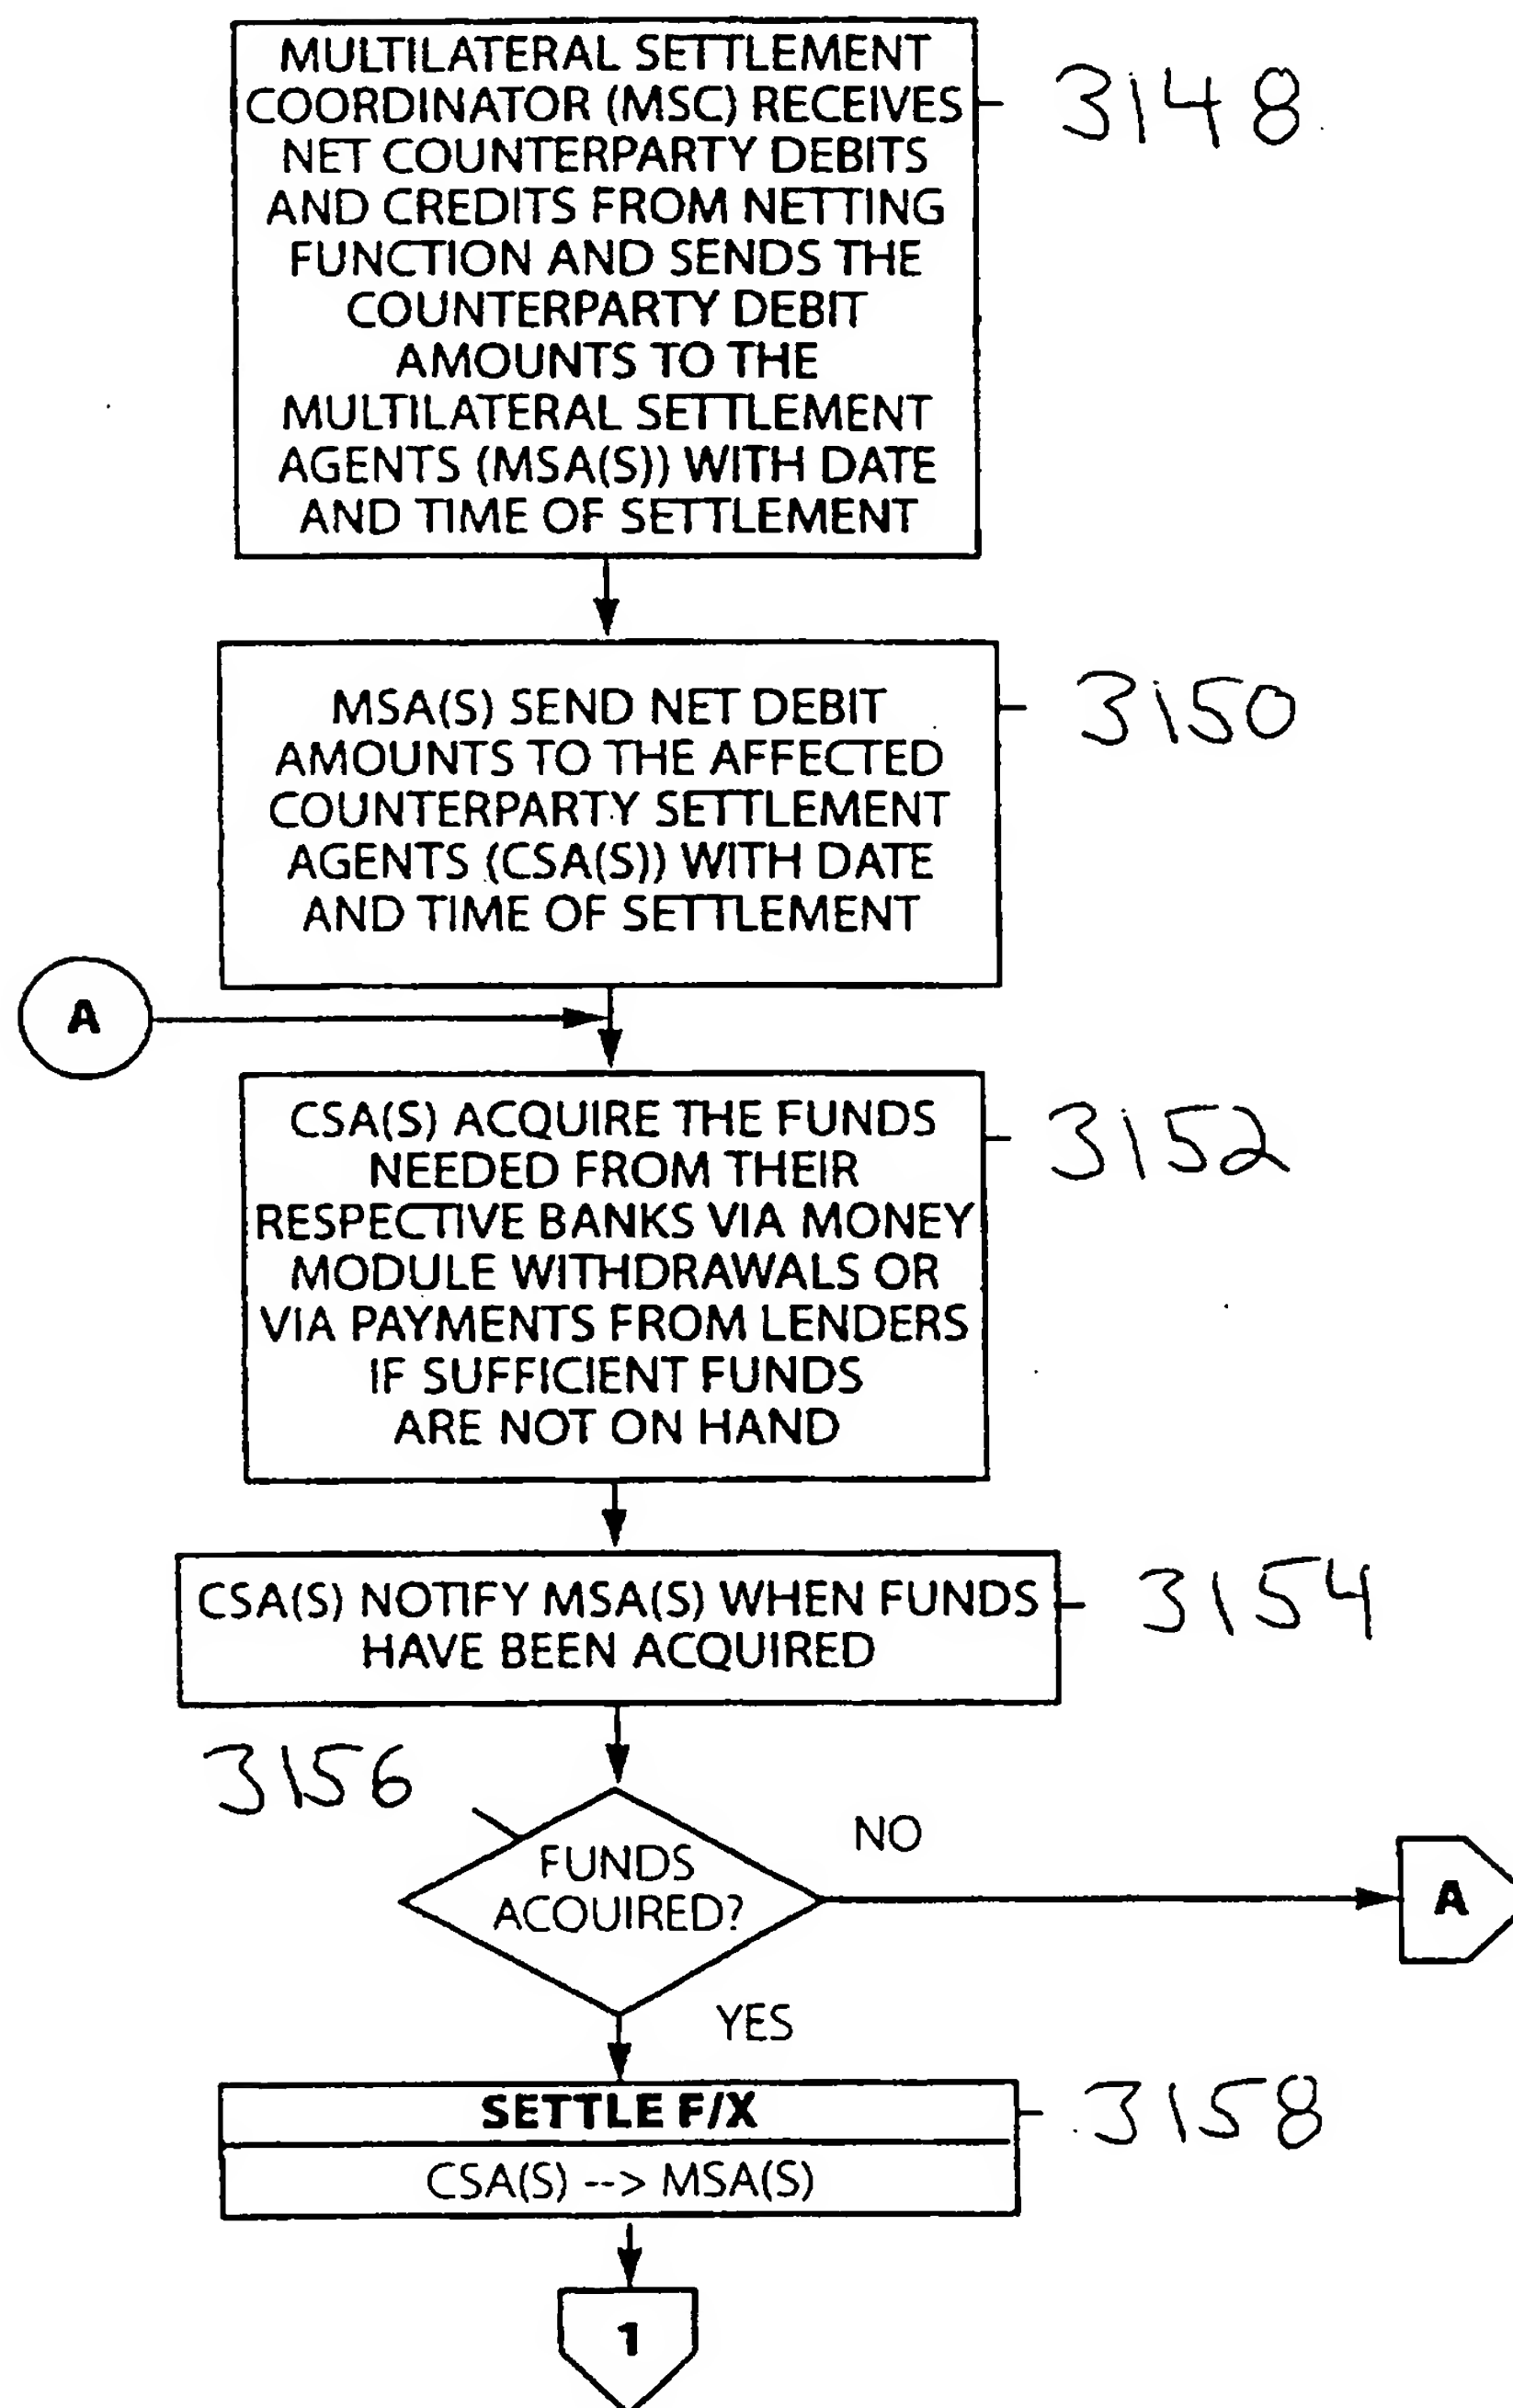 MULTILATERAL SETTLEMENT
COORDINATOR (MSC) RECEIVES
NET COUNTERPARTY DEBITS
AND CREDITS FROM NETTING
FUNCTION AND SENDS THE
COUNTERPARTY DEBIT
AMOUNTS TO THE
MULTILATERAL SETTLEMENT
AGENTS (MSA(S)) WITH DATE
AND TIME OF SETTLEMENT
3148
MSA(S) SEND NET DEBIT
AMOUNTS TO THE AFFECTED
COUNTERPARTY SETTLEMENT
AGENTS (CSA(S)) WITH DATE
AND TIME OF SETTLEMENT
3150
A
CSA(S) ACQUIRE THE FUNDS
NEEDED FROM THEIR
RESPECTIVE BANKS VIA MONEY
MODULE WITHDRAWALS OR
VIA PAYMENTS FROM LENDERS
IF SUFFICIENT FUNDS
ARE NOT ON HAND
3152
CSA(S) NOTIFY MSA(S) WHEN FUNDS
HAVE BEEN ACQUIRED
3154
3156
FUNDS
ACQUIRED?
NO
A
YES
SETTLE F/X
CSA(S) --> MSA(S)
3158
1